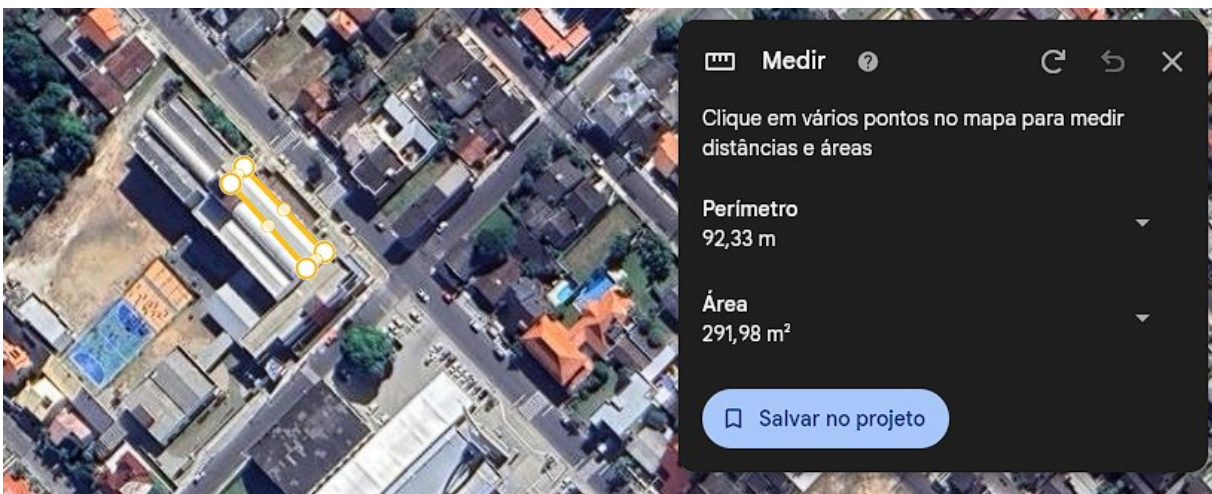 Medir
Clique em vários pontos no mapa para medir
distâncias e áreas
Perímetro
92,33 m
Área
291,98 m²
Salvar no projeto